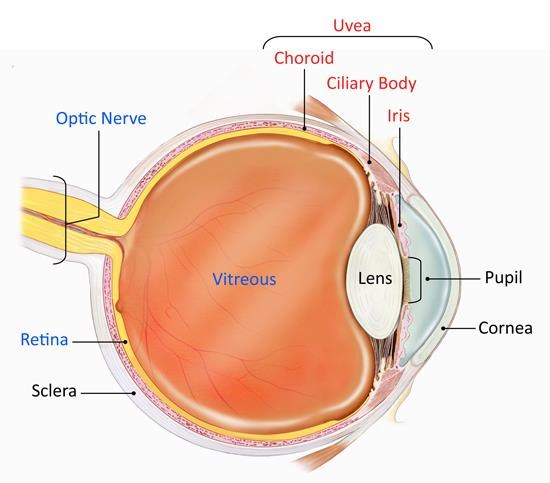 Uvea
Choroid
Ciliary Body
Iris
Optic Nerve
Vitreous
Lens
Pupil
Cornea
Retina
Sclera